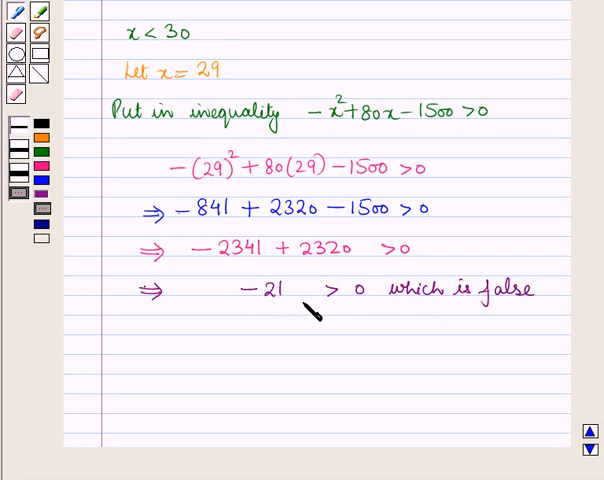 x < 30
Let x = 29
Put in inequality -x²+80x-1500 >0
-(29)² + 80(29) -1500 >0
⇒ -841 + 2320 -1500 > 0
⇒ -2341 + 2320 >0
⇒ -21 > 0 which is false